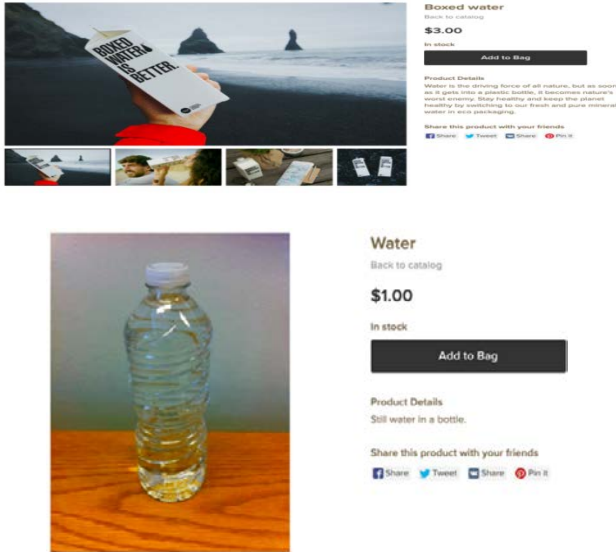 Boxed water
Back to catalog
$3.00
In stock
Add to Bag
Product Details
Water is the driving force of all nature, but as soon
as it gets into a plastic bottle, it becomes nature's
worst enemy. Stay healthy and keep the planet
healthy by switching to our fresh and pure mineral
water in eco packaging.
Share this product with your friends
Share Tweet Share Pin it
BOXED
WATER
IS
BETTER.
Water
Back to catalog
$1.00
In stock
Add to Bag
Product Details
Still water in a bottle.
Share this product with your friends
Share Tweet Share Pin it